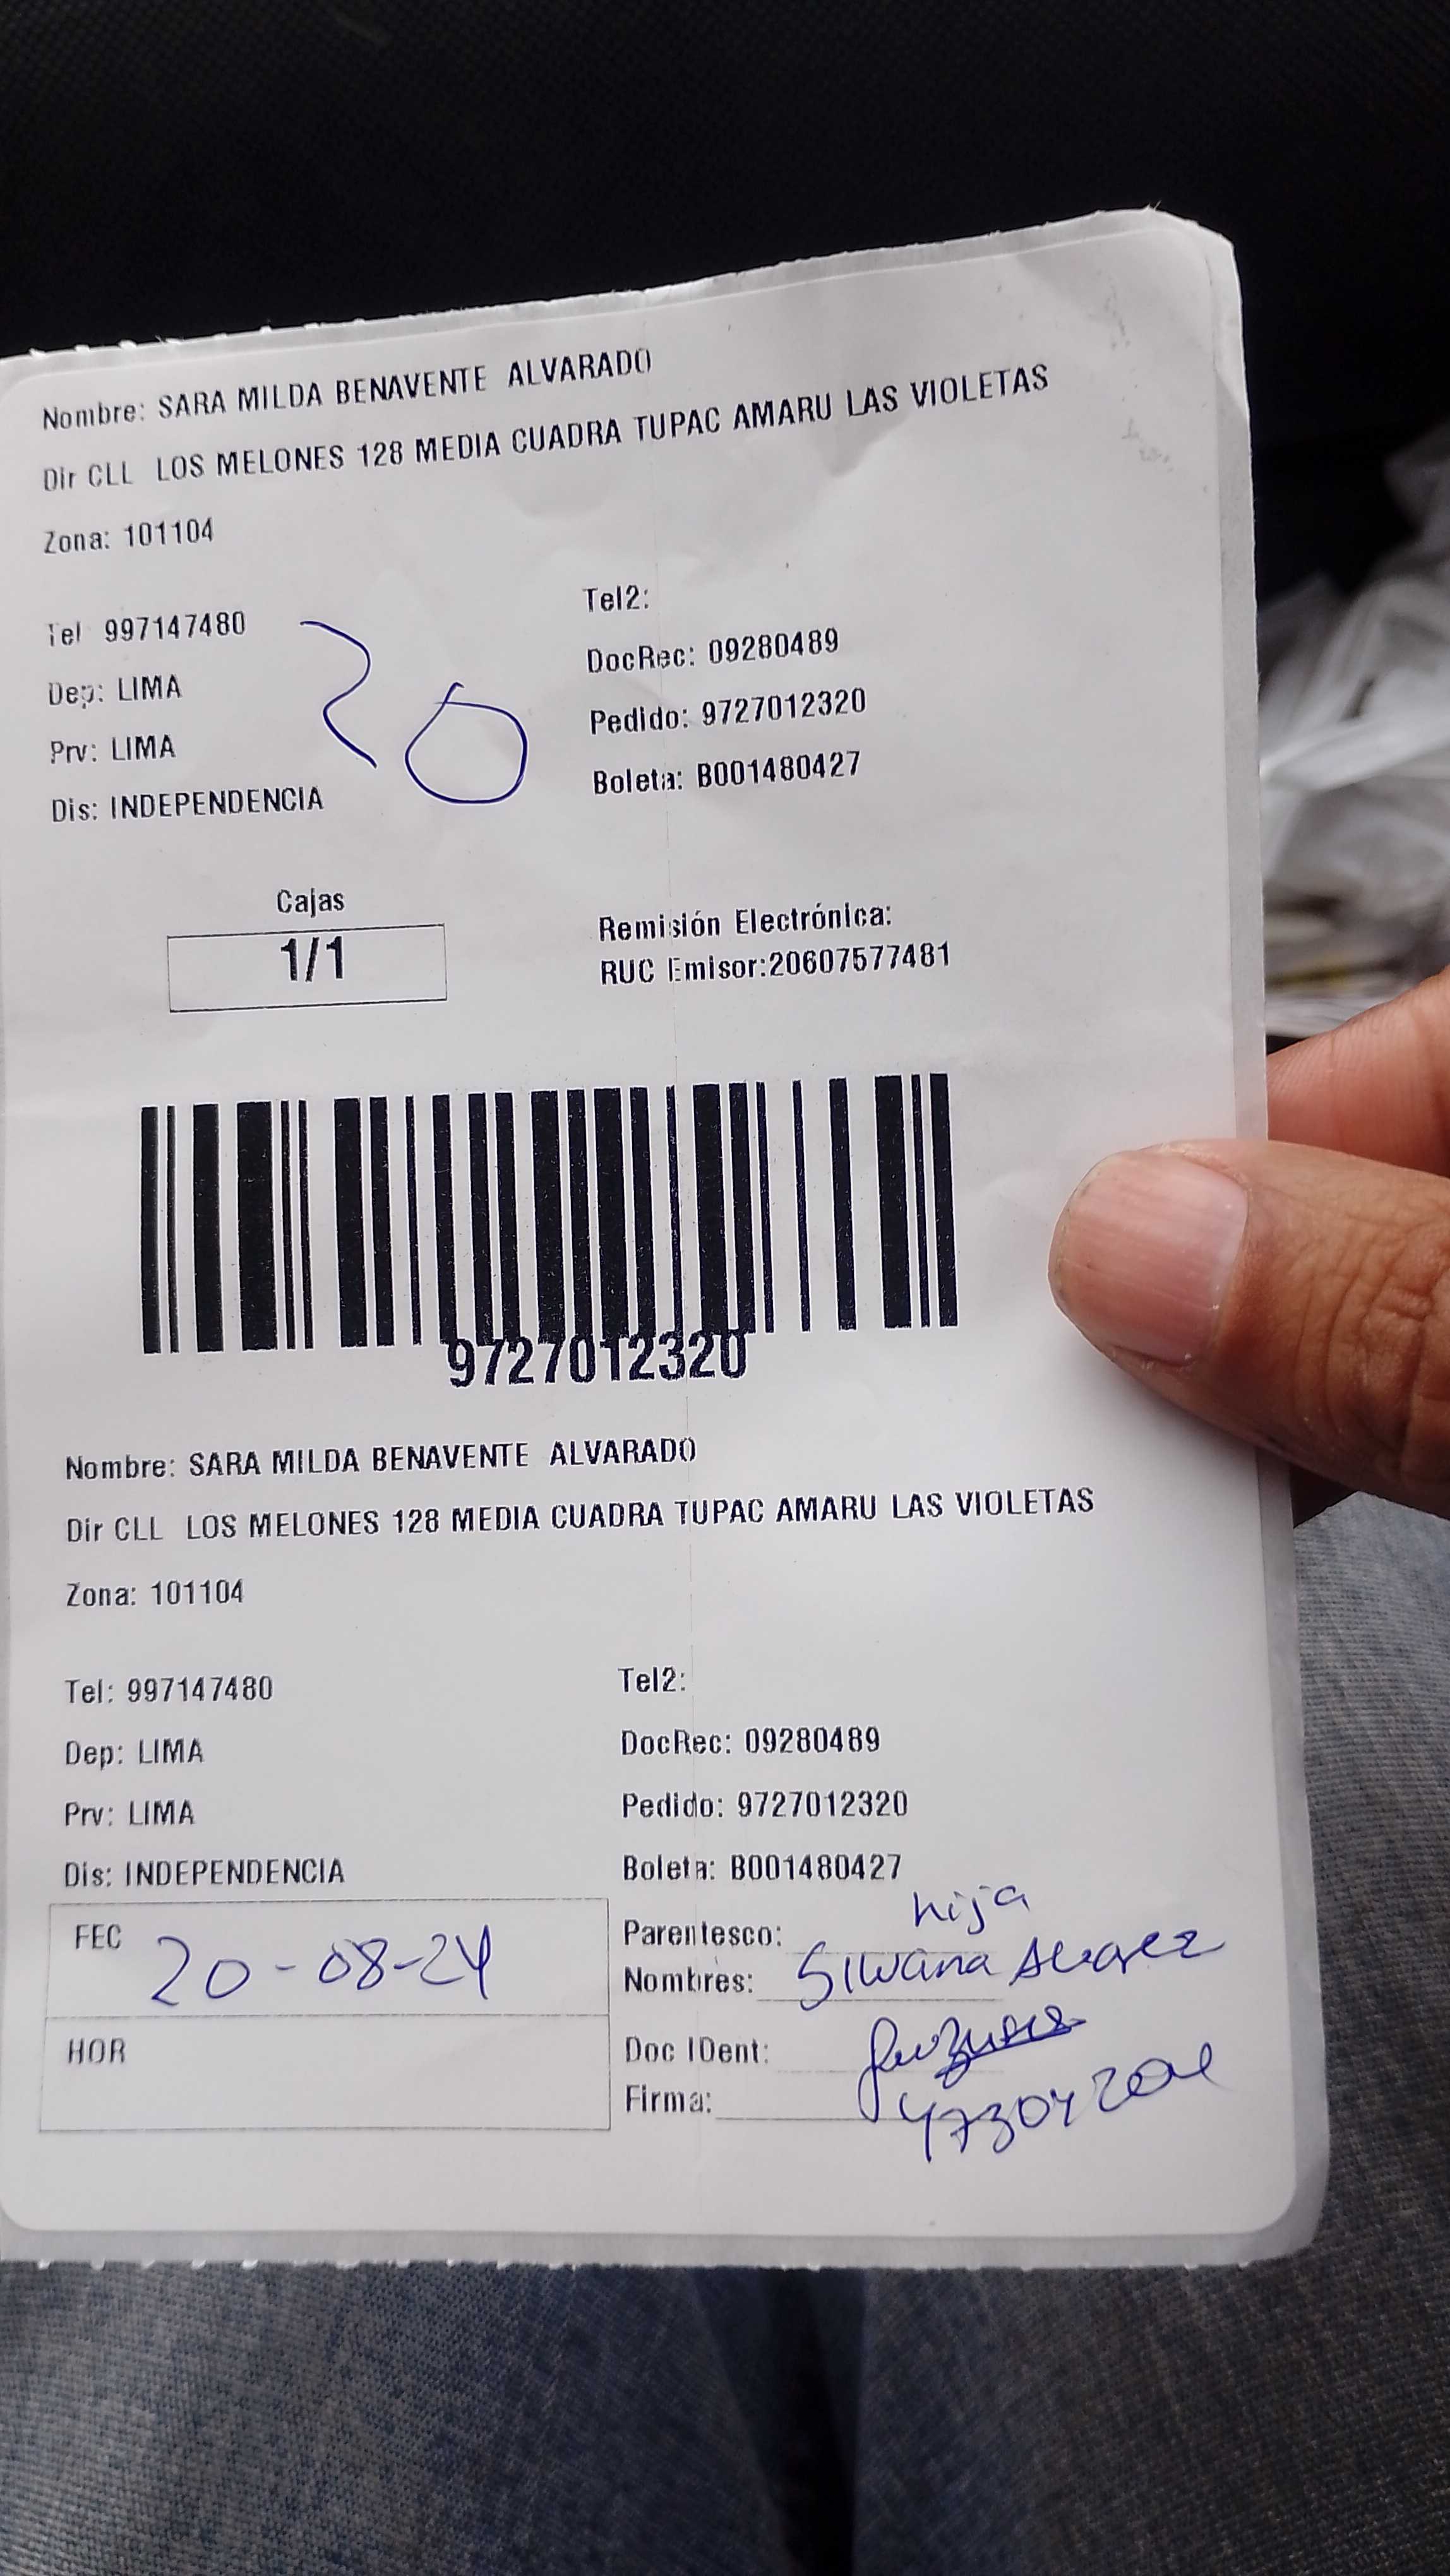 Nombre: SARA MILDA BENAVENTE ALVARADO
Dir CLL LOS MELONES 128 MEDIA CUADRA TUPAC AMARU LAS VIOLETAS
Zona: 101104
Tel 997147480 Tel2:
Dep: LIMA DocRec: 09280489
Prv: LIMA Pedido: 9727012320
Dis: INDEPENDENCIA Boleta: B001480427
20
Cajas
1/1
Remisión Electrónica:
RUC Emisor:20607577481
9727012320
Nombre: SARA MILDA BENAVENTE ALVARADO
Dir CLL LOS MELONES 128 MEDIA CUADRA TUPAC AMARU LAS VIOLETAS
Zona: 101104
Tel: 997147480 Tel2:
Dep: LIMA DocRec: 09280489
Prv: LIMA Pedido: 9727012320
Dis: INDEPENDENCIA Boleta: B001480427
FEC 20-08-24
HOR
Parentesco: hija
Nombres: Silvana
Doc IDent:
Firma: